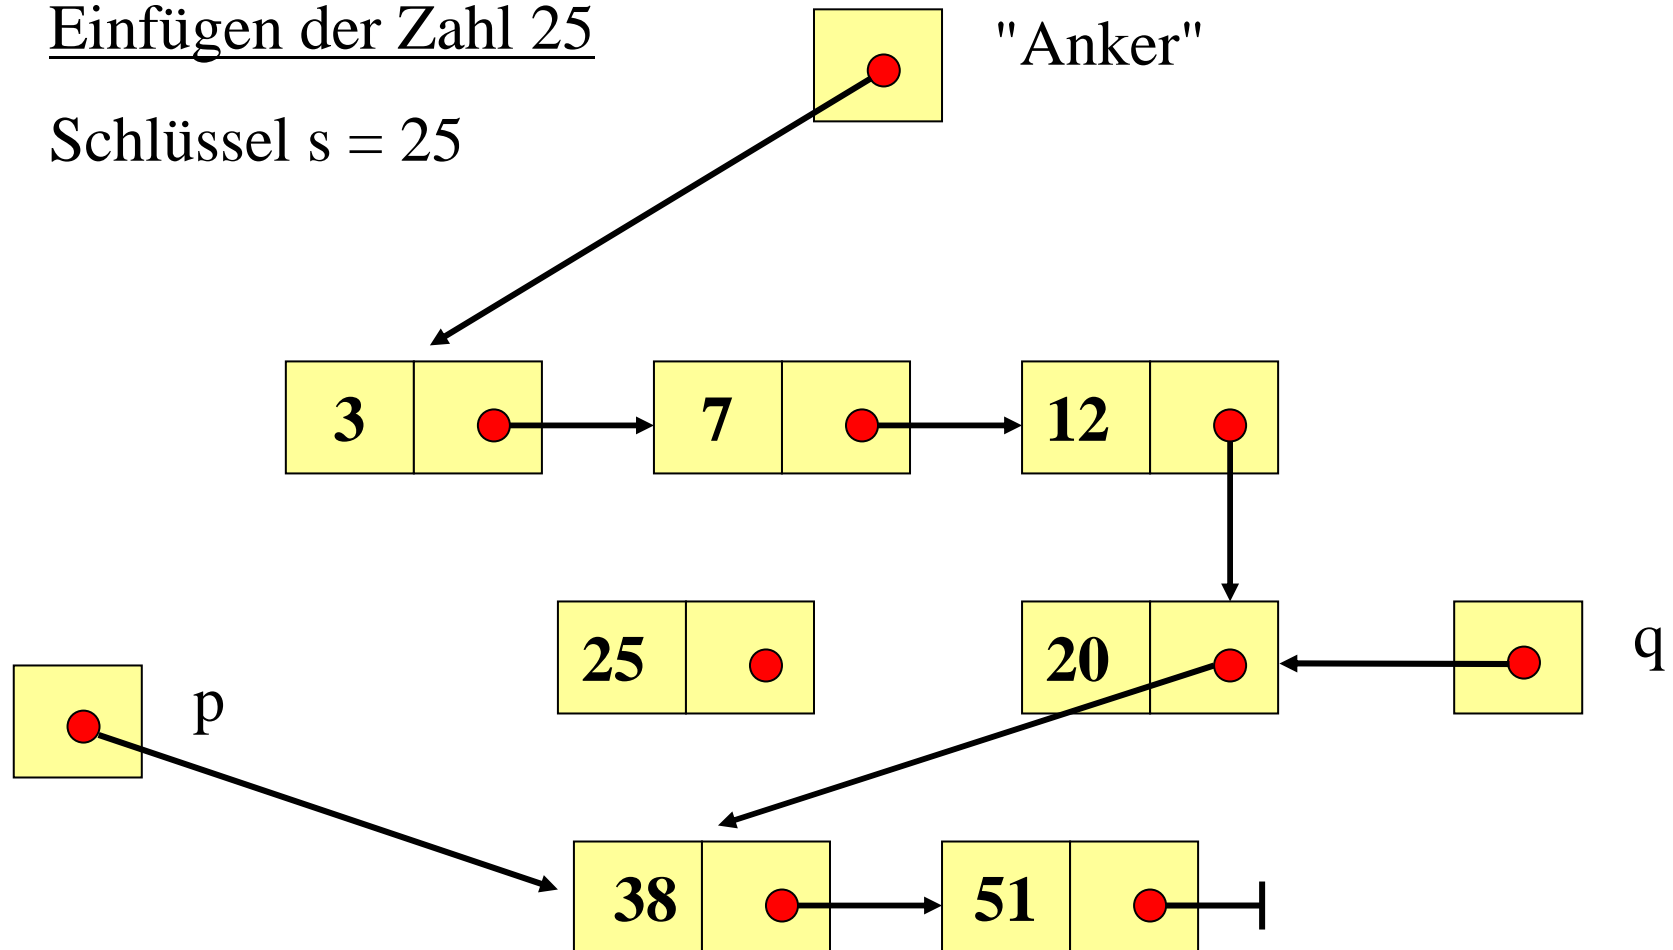 Einfügen der Zahl 25
"Anker"
Schlüssel s = 25
3 7 12
25 20 q
p
38 51